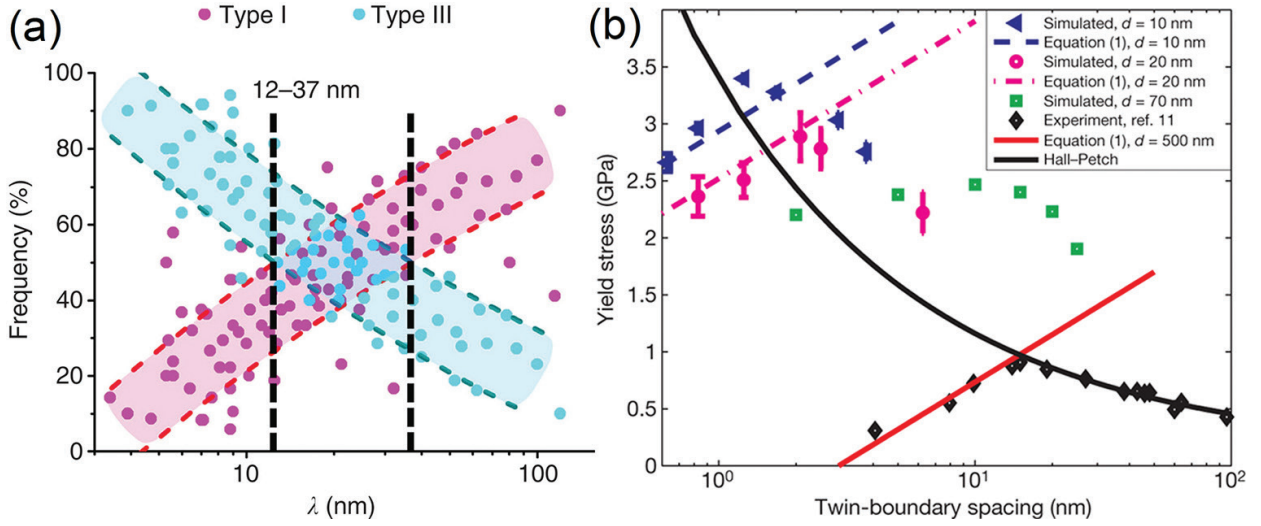 (a)
Type I
Type III
12–37 nm
Frequency (%)
100
80
60
40
20
0
10
100
λ (nm)
(b)
Simulated, d = 10 nm
Equation (1), d = 10 nm
Simulated, d = 20 nm
Equation (1), d = 20 nm
Simulated, d = 70 nm
Experiment, ref. 11
Equation (1), d = 500 nm
Hall–Petch
Yield stress (GPa)
3.5
3
2.5
2
1.5
1
0.5
0
10⁰
10¹
10²
Twin-boundary spacing (nm)